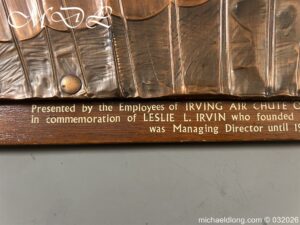 MDL
Presented by the Employees of IRVING AIR CHUTE C
in commemoration of LESLIE L. IRVIN who founded
was Managing Director until 19
michaeldlong.com © 032026